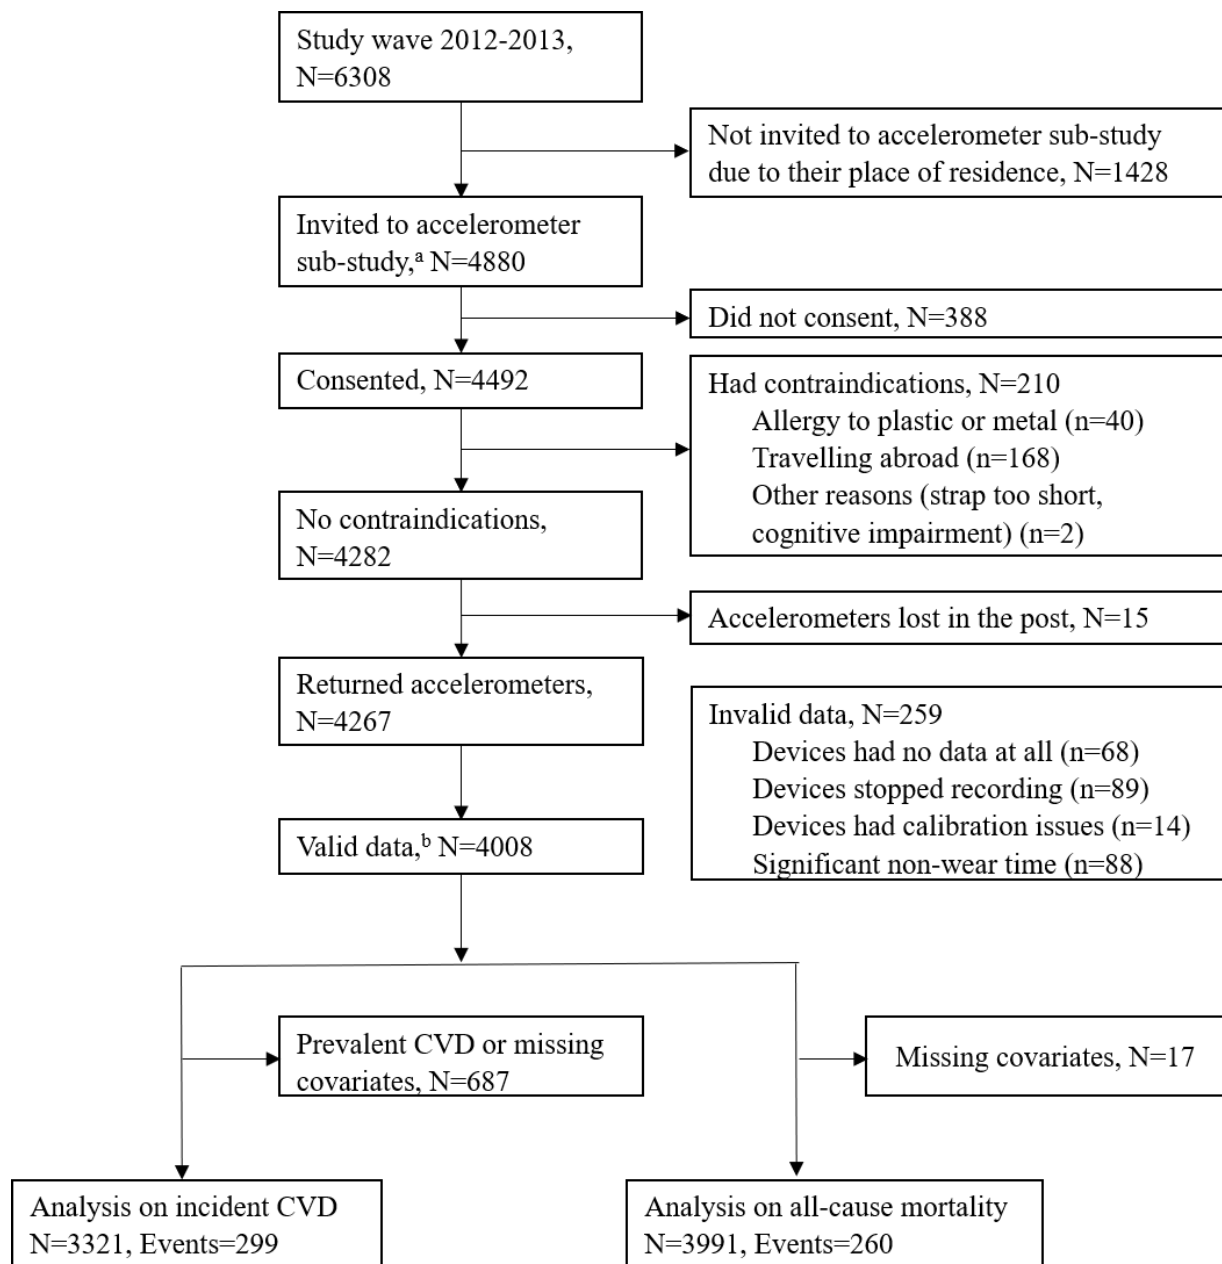 Study wave 2012-2013,
N=6308
Not invited to accelerometer sub-study
due to their place of residence, N=1428
Invited to accelerometer
sub-study,ᵃ N=4880
Did not consent, N=388
Consented, N=4492
Had contraindications, N=210
Allergy to plastic or metal (n=40)
Travelling abroad (n=168)
Other reasons (strap too short,
cognitive impairment) (n=2)
No contraindications,
N=4282
Accelerometers lost in the post, N=15
Returned accelerometers,
N=4267
Invalid data, N=259
Devices had no data at all (n=68)
Devices stopped recording (n=89)
Devices had calibration issues (n=14)
Significant non-wear time (n=88)
Valid data,ᵇ N=4008
Prevalent CVD or missing
covariates, N=687
Missing covariates, N=17
Analysis on incident CVD
N=3321, Events=299
Analysis on all-cause mortality
N=3991, Events=260